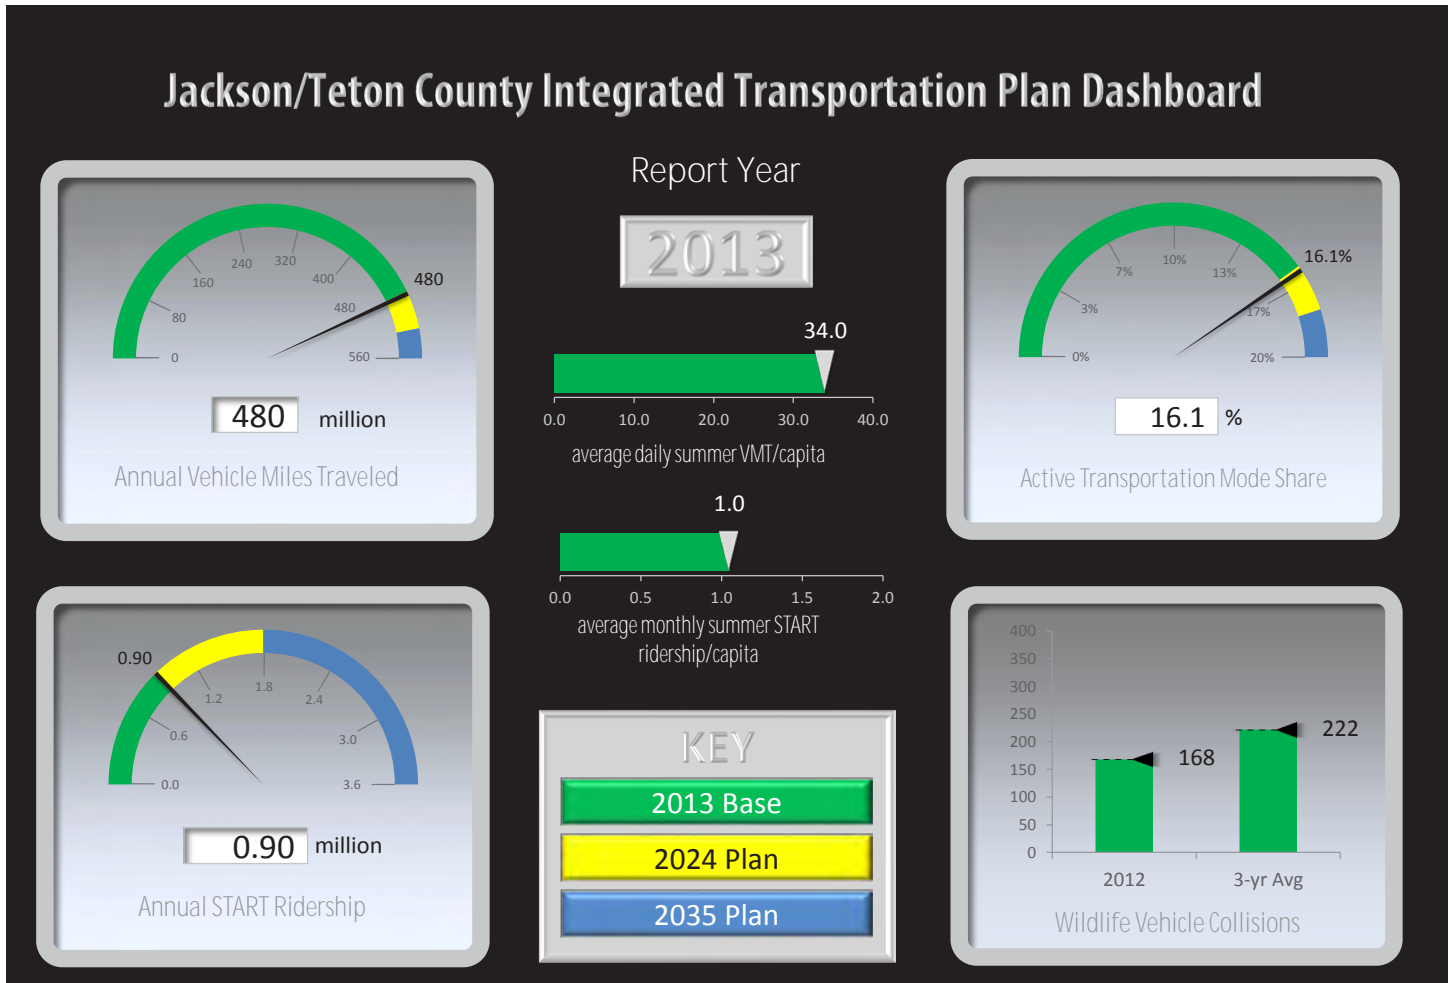 Jackson/Teton County Integrated Transportation Plan Dashboard
Report Year
2013
0
80
160
240
320
400
480
560
480
480 million
Annual Vehicle Miles Traveled
34.0
0.0 10.0 20.0 30.0 40.0
average daily summer VMT/capita
1.0
0.0 0.5 1.0 1.5 2.0
average monthly summer START
ridership/capita
0%
3%
7%
10%
13%
17%
20%
16.1%
16.1 %
Active Transportation Mode Share
0.0
0.6
1.2
1.8
2.4
3.0
3.6
0.90
0.90 million
Annual START Ridership
KEY
2013 Base
2024 Plan
2035 Plan
400
350
300
250
200
150
100
50
0
168
222
2012 3-yr Avg
Wildlife Vehicle Collisions